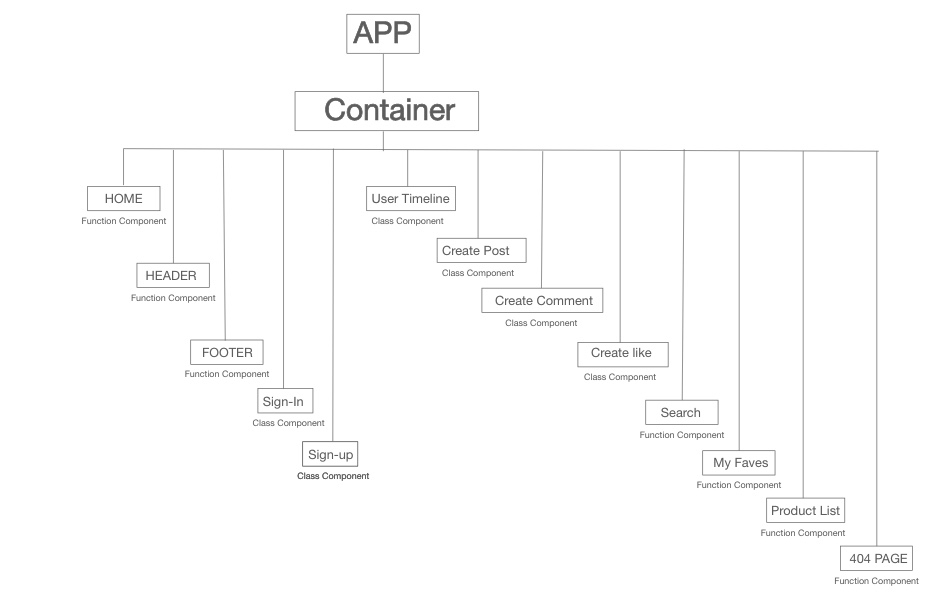 APP
Container
HOME
Function Component
User Timeline
Class Component
Create Post
Class Component
HEADER
Function Component
Create Comment
Class Component
FOOTER
Function Component
Create like
Class Component
Sign-In
Class Component
Search
Function Component
Sign-up
Class Component
My Faves
Function Component
Product List
Function Component
404 PAGE
Function Component